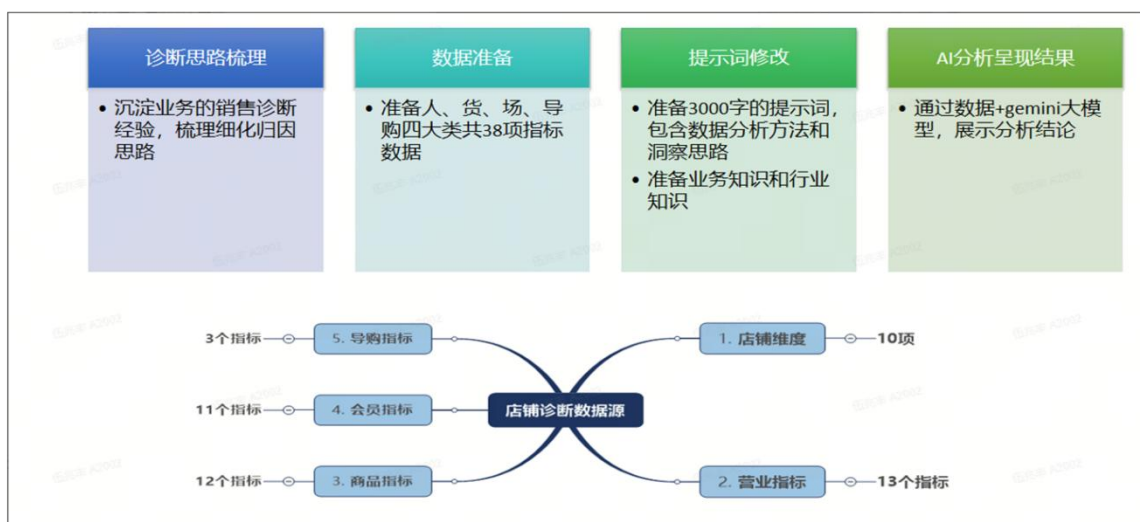 诊断思路梳理
• 沉淀业务的销售诊断
经验，梳理细化归因
思路
数据准备
• 准备人、货、场、导
购四大类共38项指标
数据
提示词修改
• 准备3000字的提示词，
包含数据分析方法和
洞察思路
• 准备业务知识和行业
知识
AI分析呈现结果
• 通过数据+gemini大模
型，展示分析结论
店铺诊断数据源
1. 店铺维度
10项
2. 营业指标
13个指标
3. 商品指标
12个指标
4. 会员指标
11个指标
5. 导购指标
3个指标